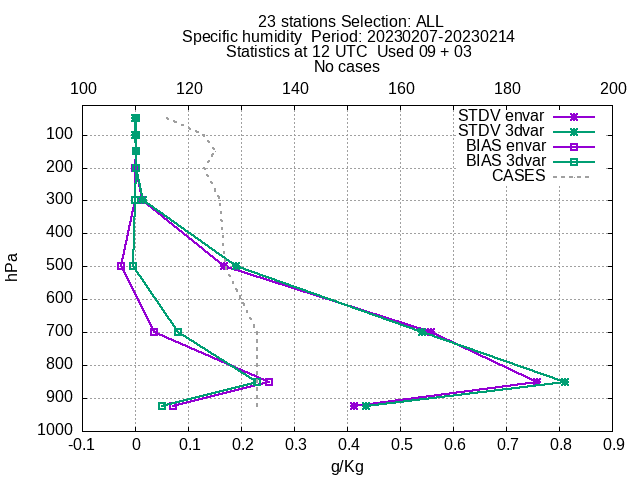 23 stations Selection: ALL
Specific humidity  Period: 20230207-20230214
Statistics at 12 UTC  Used 09 + 03
No cases
100 120 140 160 180 200
STDV envar
STDV 3dvar
BIAS envar
BIAS 3dvar
CASES
100
200
300
400
500
600
700
800
900
1000
hPa
-0.1 0 0.1 0.2 0.3 0.4 0.5 0.6 0.7 0.8 0.9
g/Kg